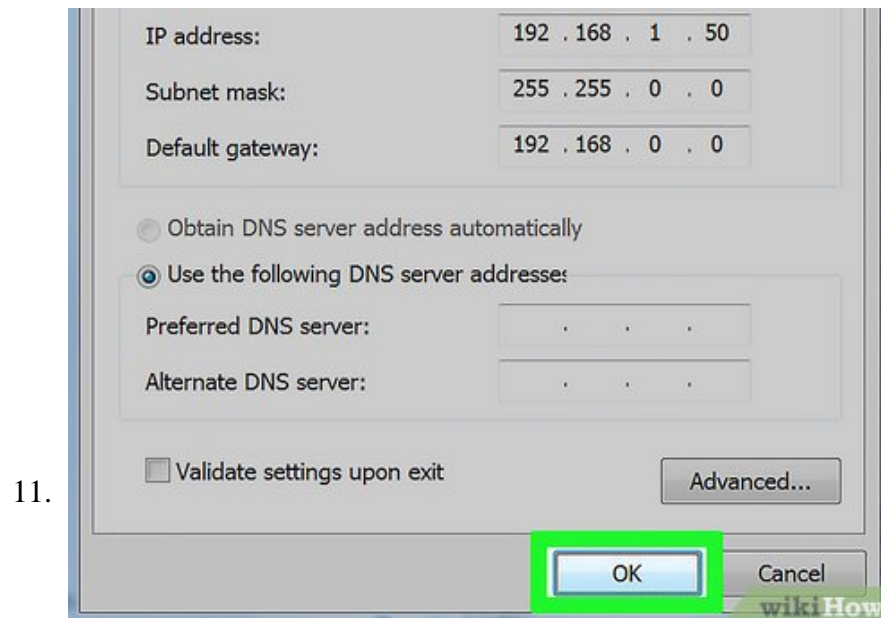 IP address: 192 . 168 . 1 . 50
Subnet mask: 255 . 255 . 0 . 0
Default gateway: 192 . 168 . 0 . 0
Obtain DNS server address automatically
Use the following DNS server addresses
Preferred DNS server: . . .
Alternate DNS server: . . .
Validate settings upon exit
11.
Advanced...
OK Cancel
wikiHow